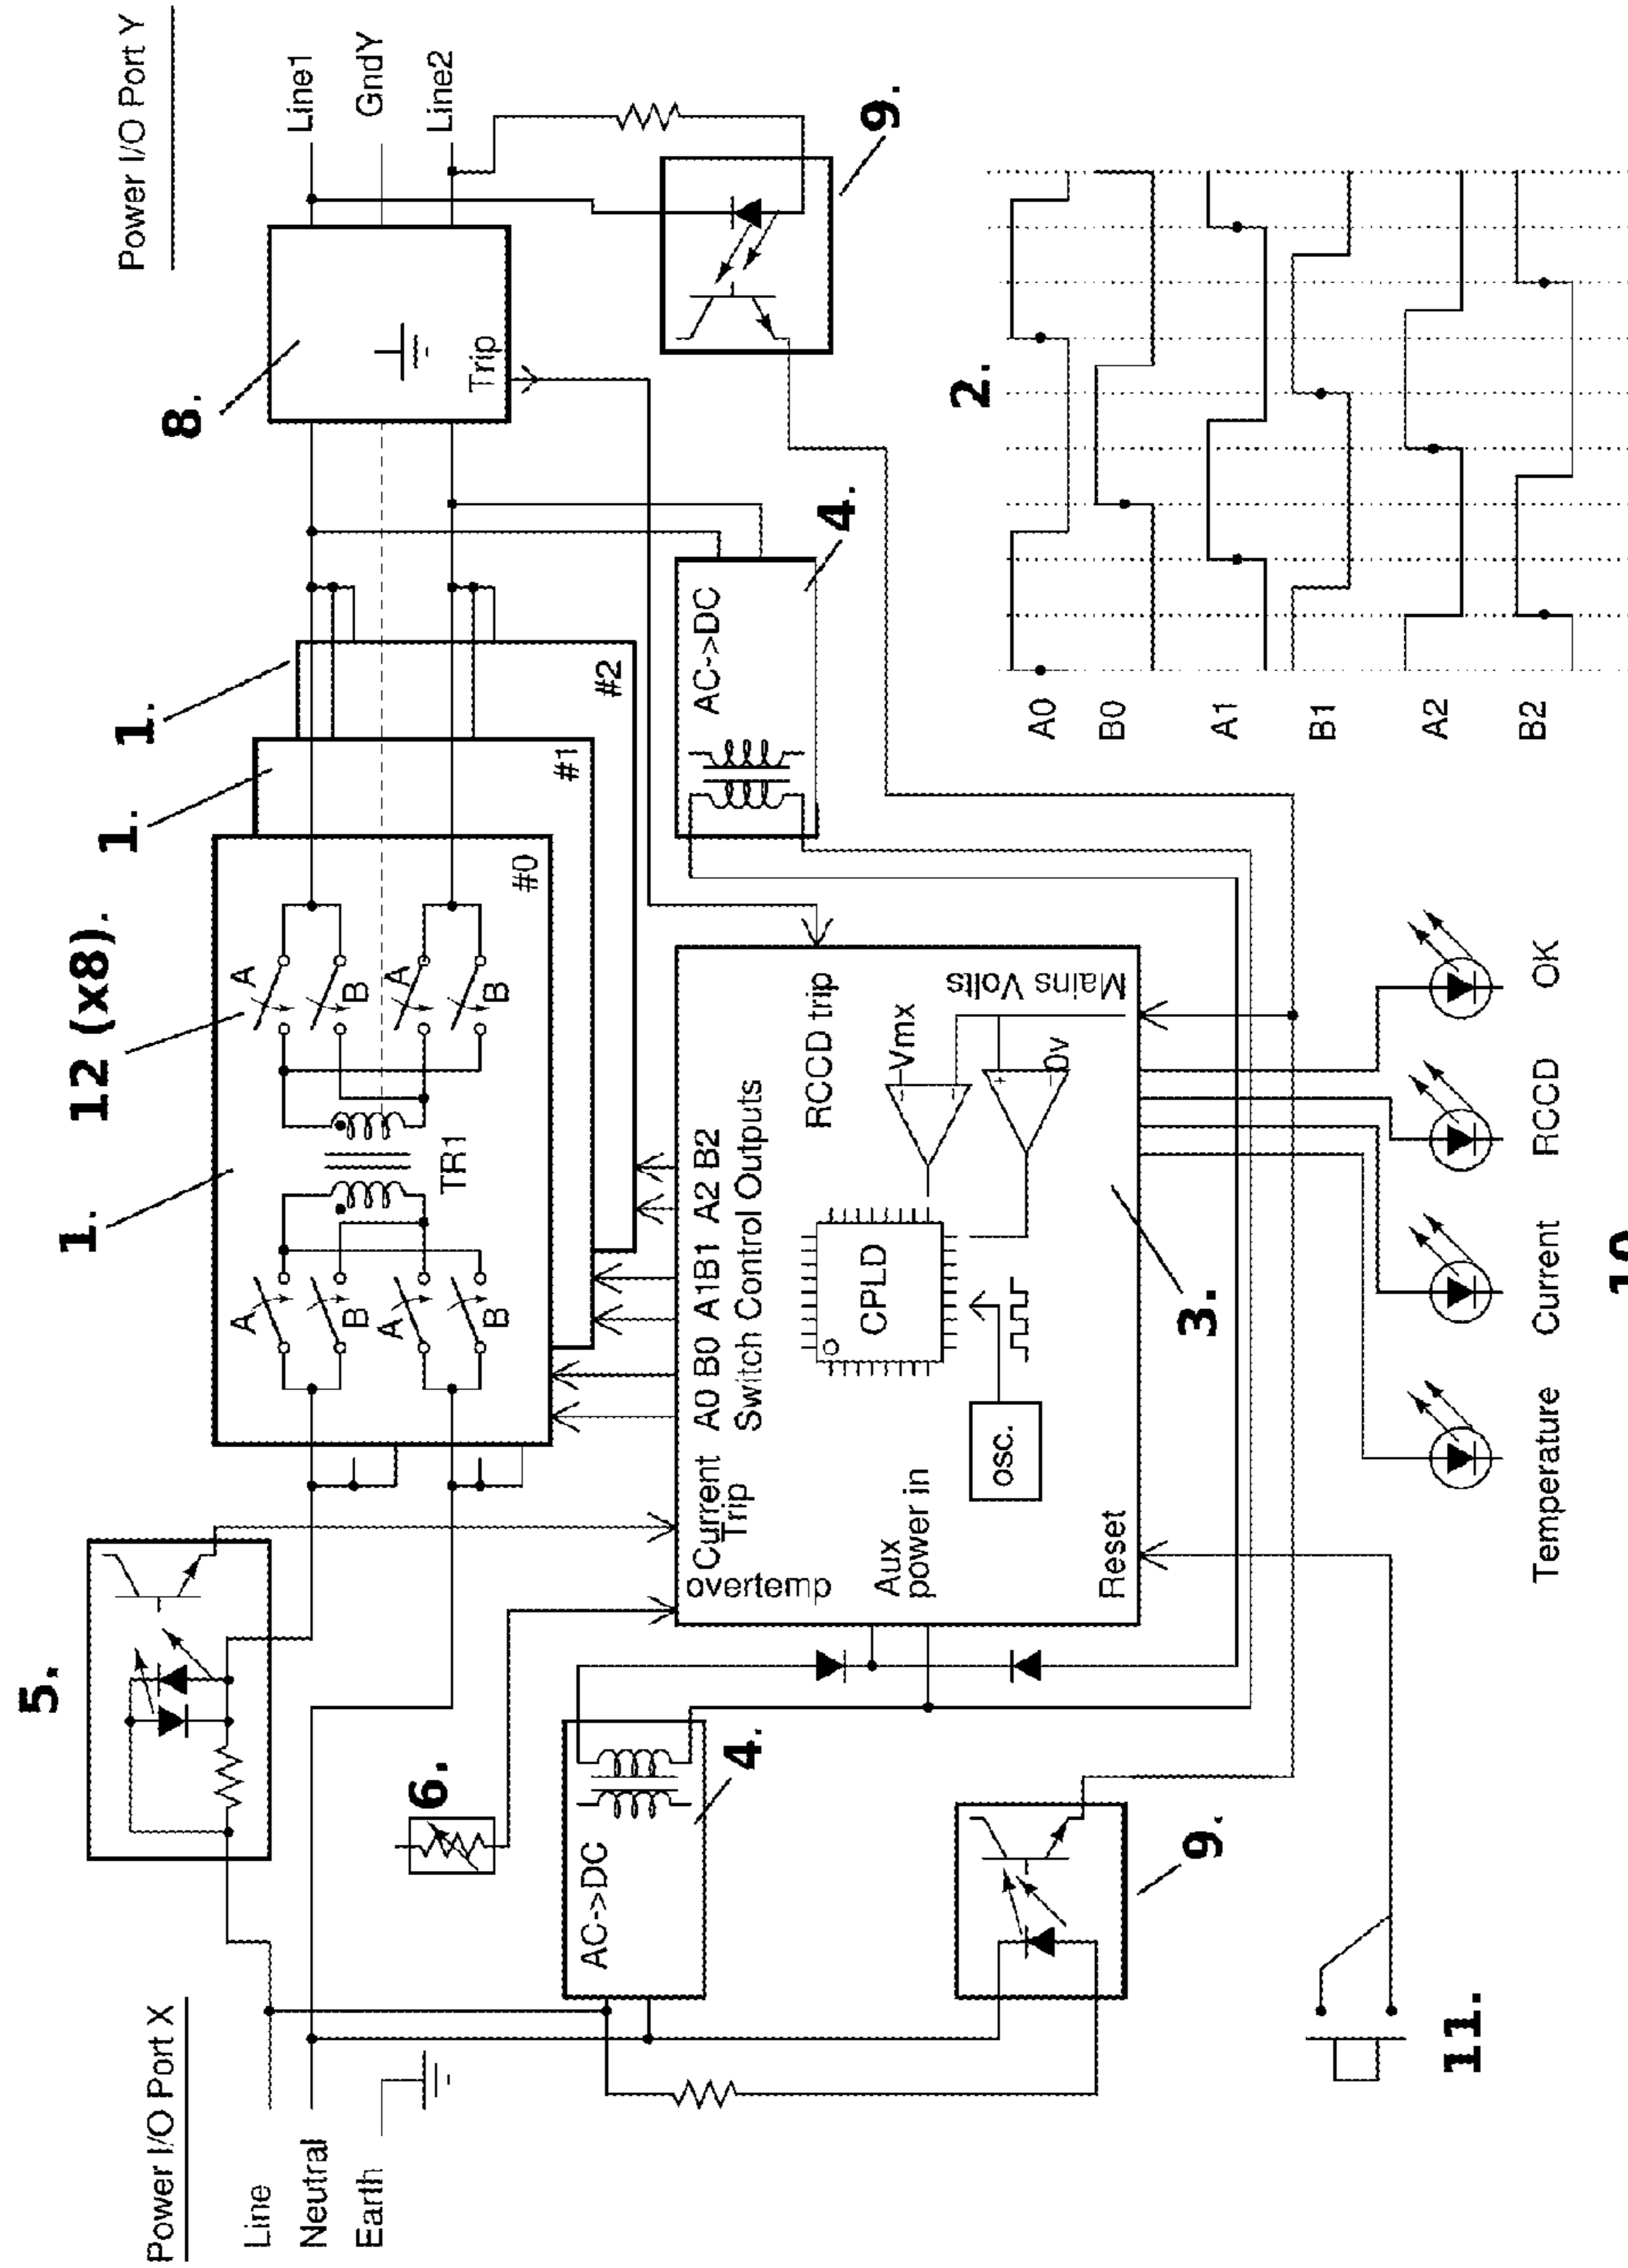 Power I/O Port X
Line
Neutral
Earth
5.
6.
1.
1.
1.
12 (x8).
8.
Power I/O Port Y
Line1
GndY
Line2
A
B
A
B
TR1
A
B
A
B
#0
#1
#2
Trip
9.
AC->DC
4.
AC->DC
4.
9.
Current
Trip
overtemp
A0 B0 A1B1 A2 B2
Switch Control Outputs
RCCD trip
Aux
power in
osc.
CPLD
Vmx
0v
+
Mains Volts
Reset
3.
2.
A0
B0
A1
B1
A2
B2
11.
Temperature
Current
RCCD
OK